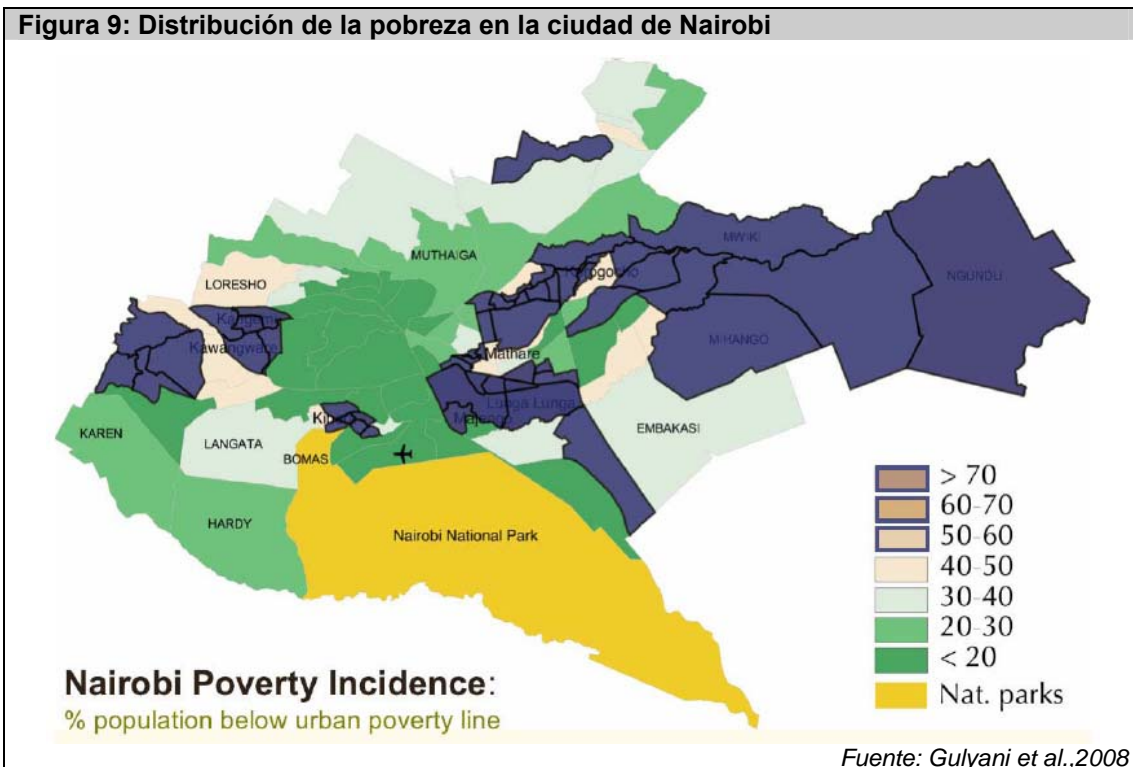 Figura 9: Distribución de la pobreza en la ciudad de Nairobi
MUTHAIGA
MWIKI
LORESHO
NGUNDU
Kangemi
Kawangware
MIHANGO
Mathare
Lunga Lunga
KAREN
LANGATA
BOMAS
EMBAKASI
HARDY
Nairobi National Park
> 70
60-70
50-60
40-50
30-40
20-30
< 20
Nat. parks
Nairobi Poverty Incidence:
% population below urban poverty line
Fuente: Gulyani et al.,2008